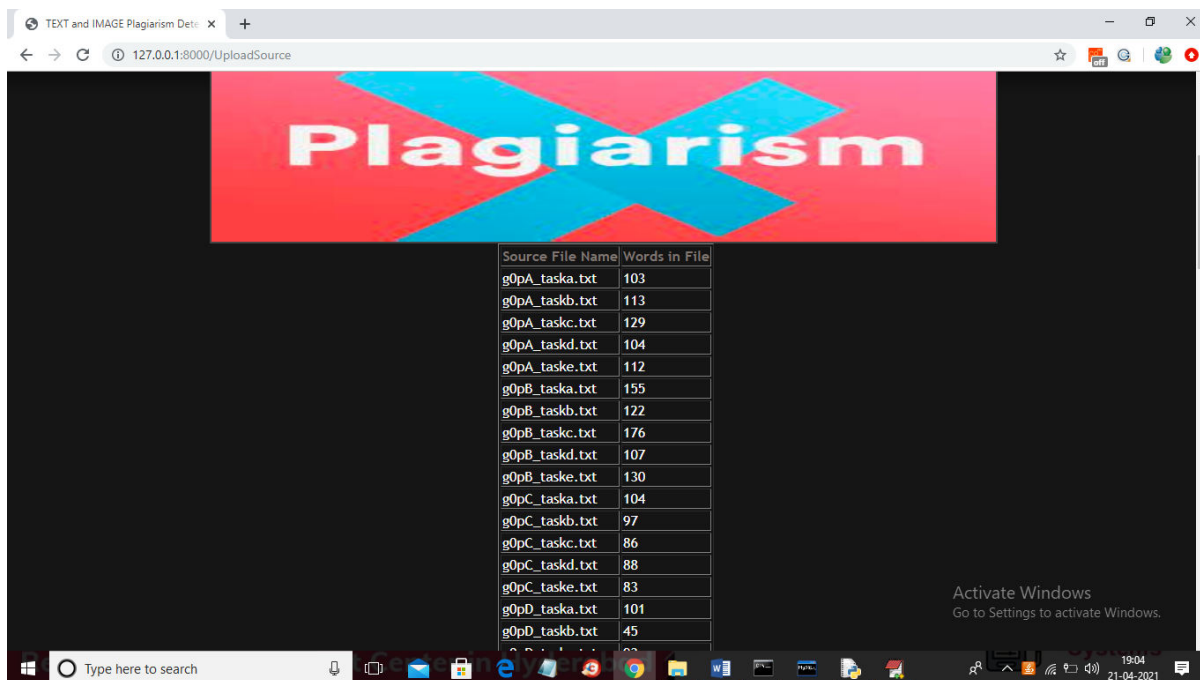 TEXT and IMAGE Plagiarism Dete
127.0.0.1:8000/UploadSource
off
Plagiarism
Source File Name Words in File
g0pA_taska.txt 103
g0pA_taskb.txt 113
g0pA_taskc.txt 129
g0pA_taskd.txt 104
g0pA_taske.txt 112
g0pB_taska.txt 155
g0pB_taskb.txt 122
g0pB_taskc.txt 176
g0pB_taskd.txt 107
g0pB_taske.txt 130
g0pC_taska.txt 104
g0pC_taskb.txt 97
g0pC_taskc.txt 86
g0pC_taskd.txt 88
g0pC_taske.txt 83
g0pD_taska.txt 101
g0pD_taskb.txt 45
Activate Windows
Go to Settings to activate Windows.
Systems
Type here to search
19:04
21-04-2021